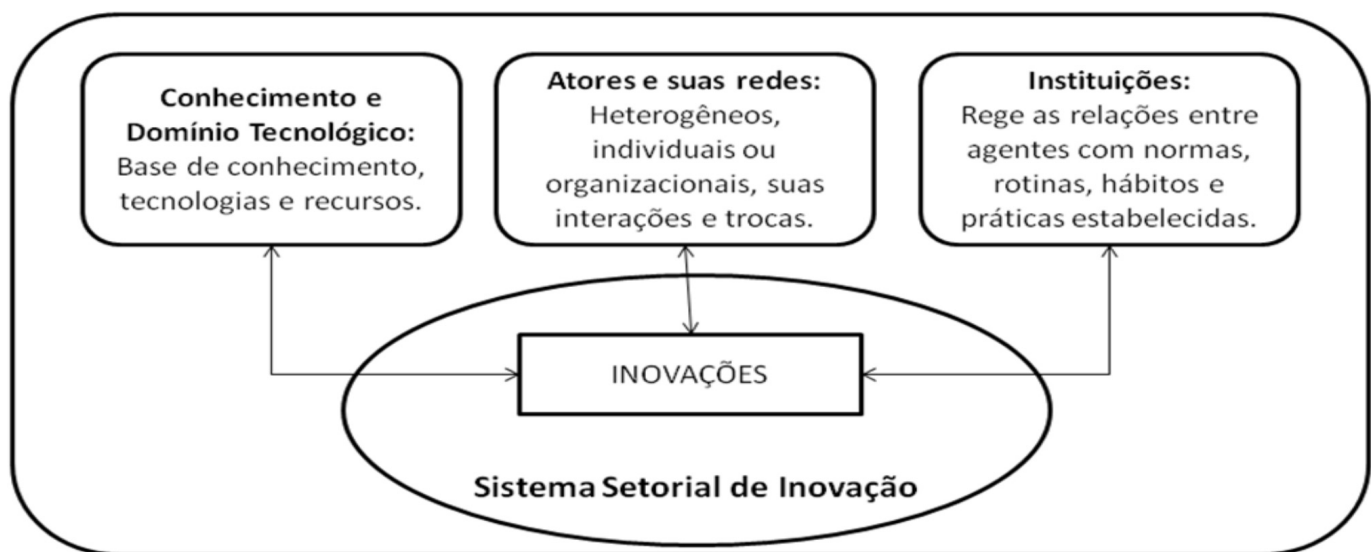 Conhecimento e
Domínio Tecnológico:
Base de conhecimento,
tecnologias e recursos.
Atores e suas redes:
Heterogêneos,
individuais ou
organizacionais, suas
interações e trocas.
Instituições:
Rege as relações entre
agentes com normas,
rotinas, hábitos e
práticas estabelecidas.
INOVAÇÕES
Sistema Setorial de Inovação